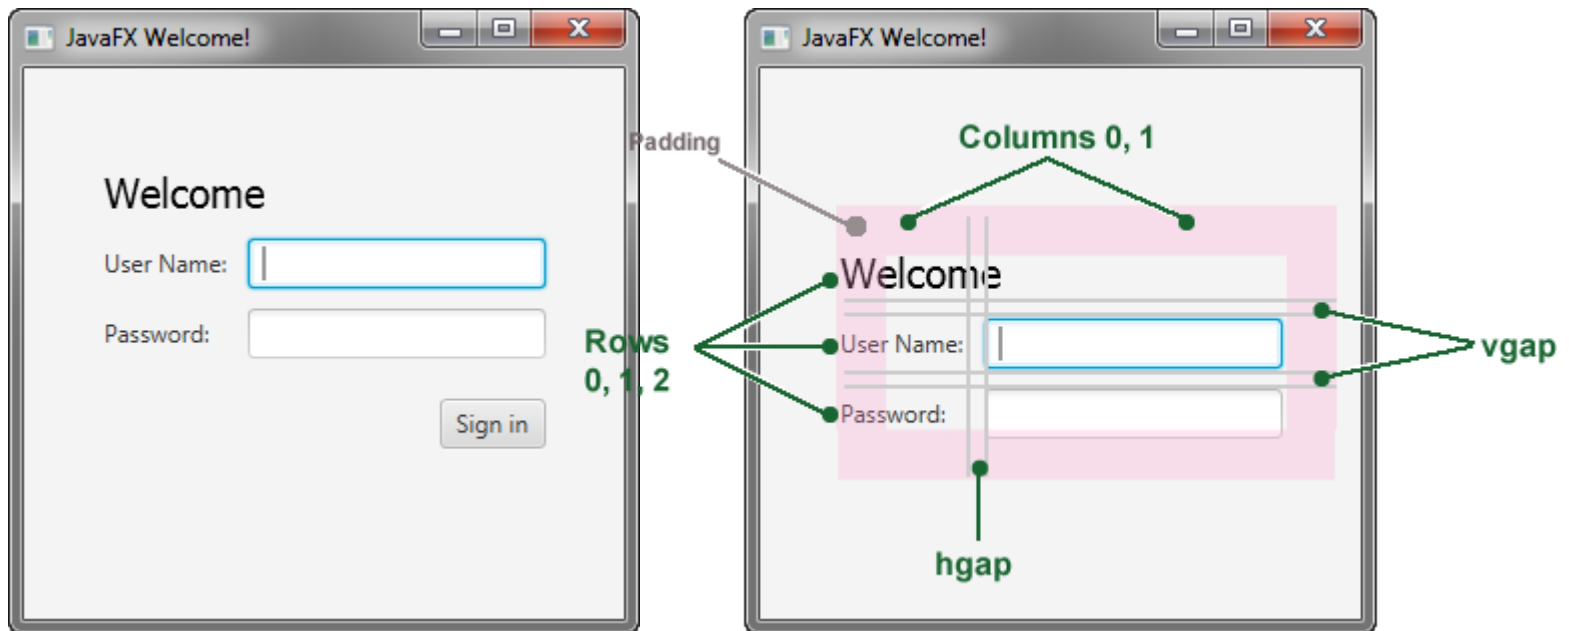 JavaFX Welcome!
Welcome
User Name:
Password:
Sign in
JavaFX Welcome!
Padding
Columns 0, 1
Welcome
User Name:
Password:
Rows
0, 1, 2
vgap
hgap